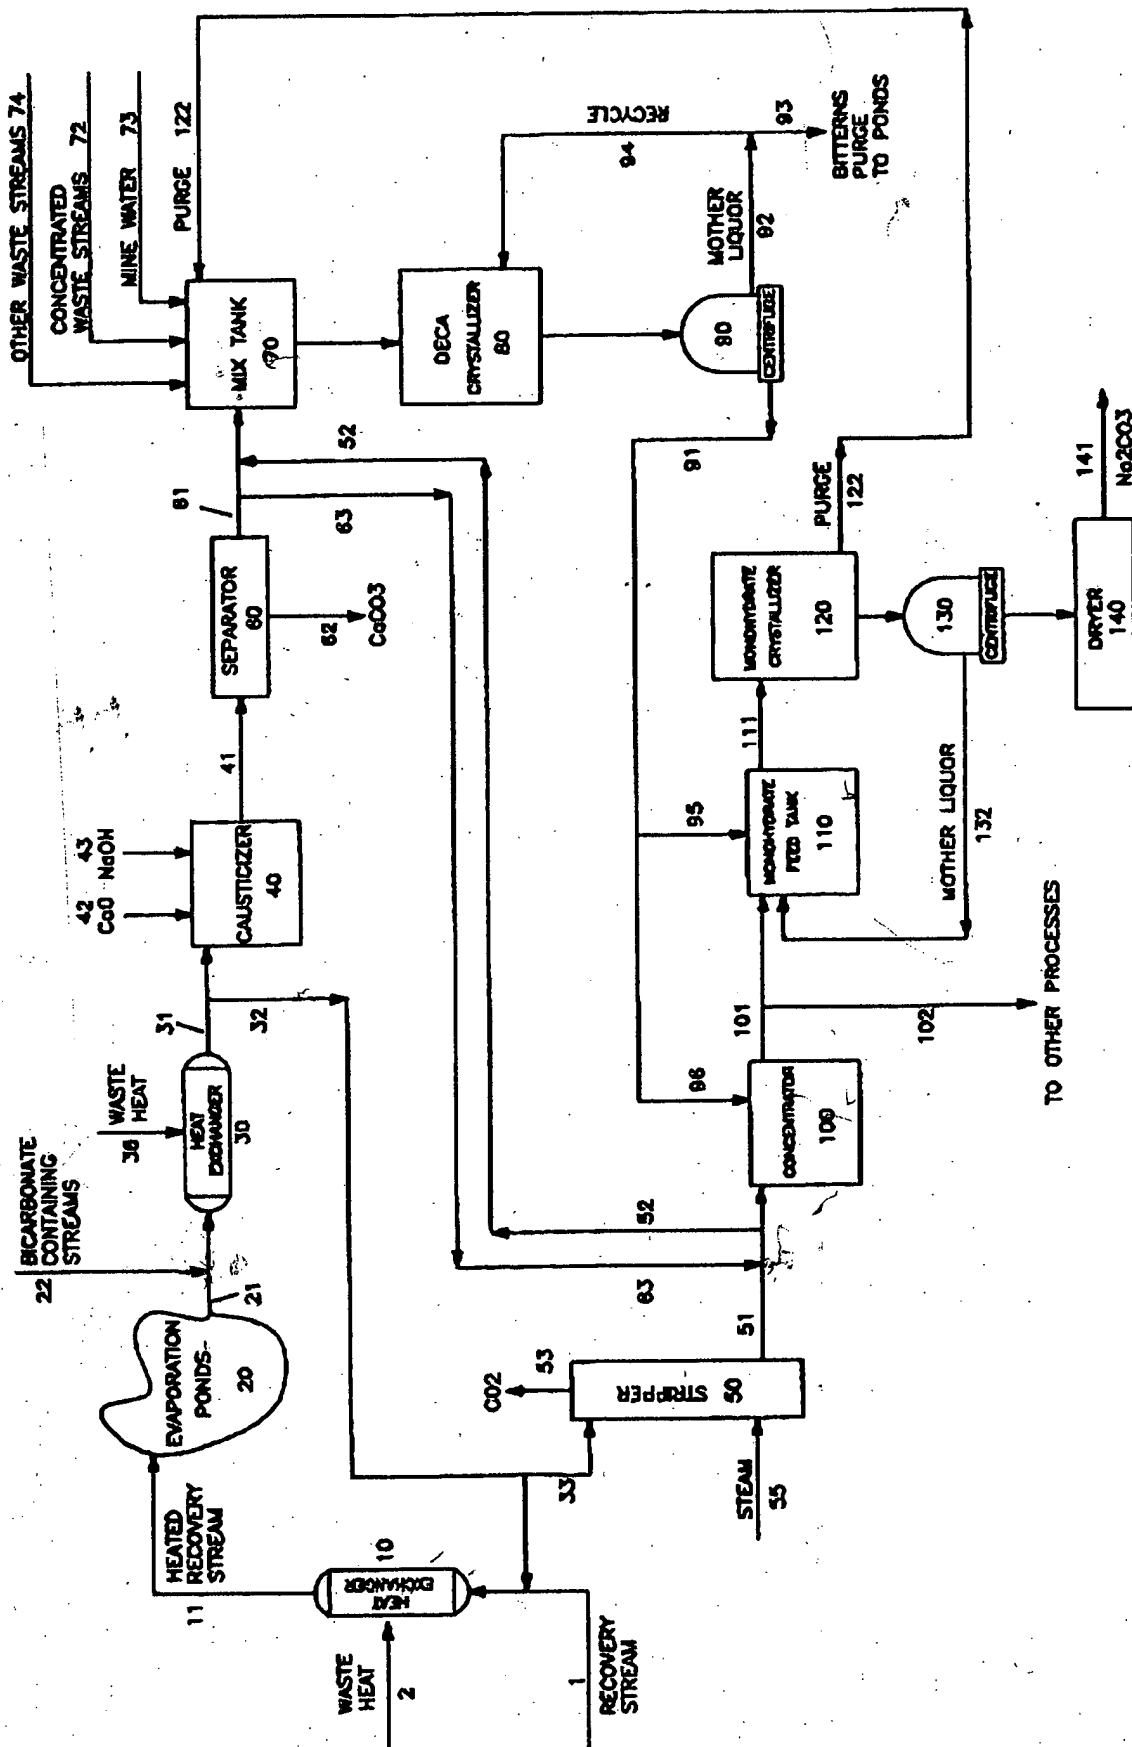 OTHER WASTE STREAMS 74
CONCENTRATED
WASTE STREAMS 72
MINE WATER 73
PURGE 122
MIX TANK
70
RECYCLE
94
DECA
CRYSTALLIZER
80
MOTHER
LIQUOR
92
93
BITTERNS
PURGE
TO PONDS
90
CENTRIFUGE
91
61
52
63
SEPARATOR
60
62
CaCO3
41
42
CaO
43
NaOH
CAUSTICIZER
40
31
32
WASTE
HEAT
36
HEAT
EXCHANGER
30
BICARBONATE
CONTAINING
STREAMS
22
21
EVAPORATION
PONDS
20
HEATED
RECOVERY
STREAM
11
HEAT
EXCHANGER
10
WASTE
HEAT
2
1
RECOVERY
STREAM
33
CO2
53
STRIPPER
50
STEAM
55
51
63
52
CONCENTRATOR
100
96
101
102
TO OTHER PROCESSES
95
MONOHYDRATE
FEED TANK
110
111
MONOHYDRATE
CRYSTALLIZER
120
PURGE
122
130
CENTRIFUGE
MOTHER LIQUOR
132
DRYER
140
141
Na2CO3